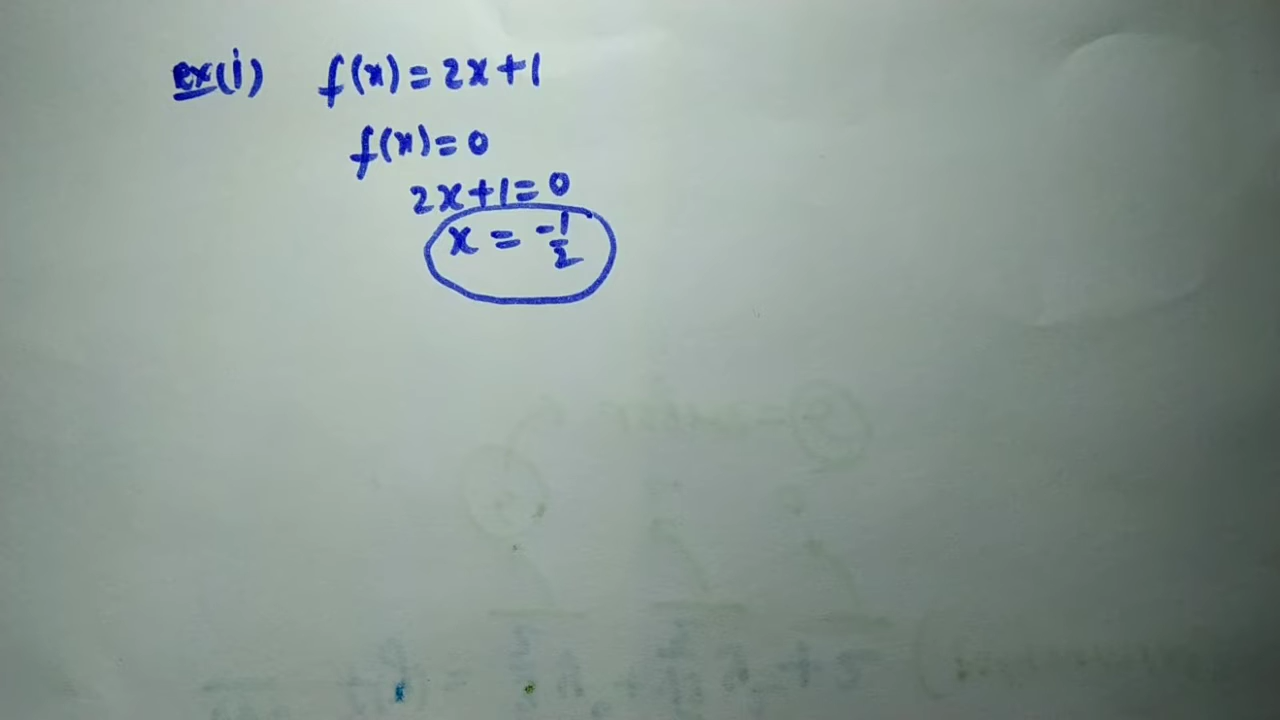 ex(i) f(x)=2x+1
f(x)=0
2x+1=0
x = -1/2